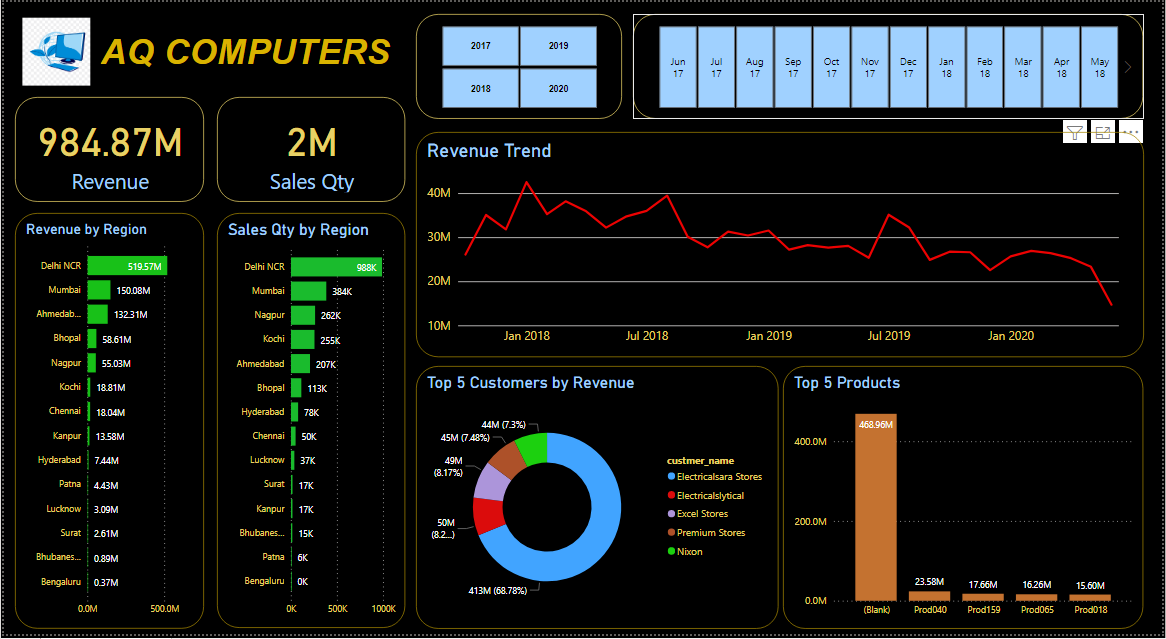 AQ COMPUTERS
2017
2019
2018
2020
Jun 17
Jul 17
Aug 17
Sep 17
Oct 17
Nov 17
Dec 17
Jan 18
Feb 18
Mar 18
Apr 18
May 18
984.87M
Revenue
2M
Sales Qty
Revenue Trend
40M
30M
20M
10M
Jan 2018
Jul 2018
Jan 2019
Jul 2019
Jan 2020
Revenue by Region
Delhi NCR 519.57M
Mumbai 150.08M
Ahmedab... 132.31M
Bhopal 58.61M
Nagpur 55.03M
Kochi 18.81M
Chennai 18.04M
Kanpur 13.58M
Hyderabad 7.44M
Patna 4.43M
Lucknow 3.09M
Surat 2.61M
Bhubanes... 0.89M
Bengaluru 0.37M
0.0M 500.0M
Sales Qty by Region
Delhi NCR 988K
Mumbai 384K
Nagpur 262K
Kochi 255K
Ahmedabad 207K
Bhopal 113K
Hyderabad 78K
Chennai 50K
Lucknow 37K
Surat 17K
Kanpur 17K
Bhubanes... 15K
Patna 6K
Bengaluru 0K
0K 500K 1000K
Top 5 Customers by Revenue
44M (7.3%)
45M (7.48%)
49M
(8.17%)
50M
(8.2...)
413M (68.78%)
custmer_name
Electricalsara Stores
Electricalslytical
Excel Stores
Premium Stores
Nixon
Top 5 Products
400.0M
200.0M
0.0M
468.96M
23.58M
17.66M
16.26M
15.60M
(Blank)
Prod040
Prod159
Prod065
Prod018